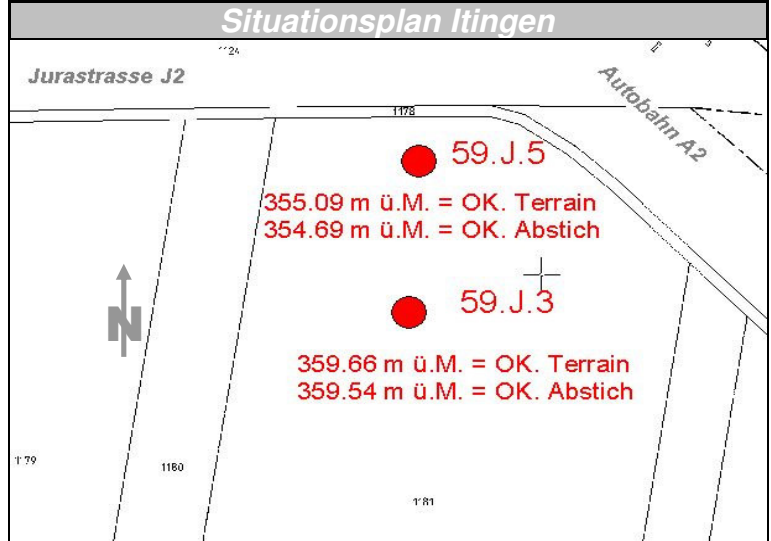 Situationsplan Itingen
1124
Jurastrasse J2
Autobahn A2
1178
59.J.5
355.09 m ü.M. = OK. Terrain
354.69 m ü.M. = OK. Abstich
59.J.3
N
359.66 m ü.M. = OK. Terrain
359.54 m ü.M. = OK. Abstich
1179
1180
1181